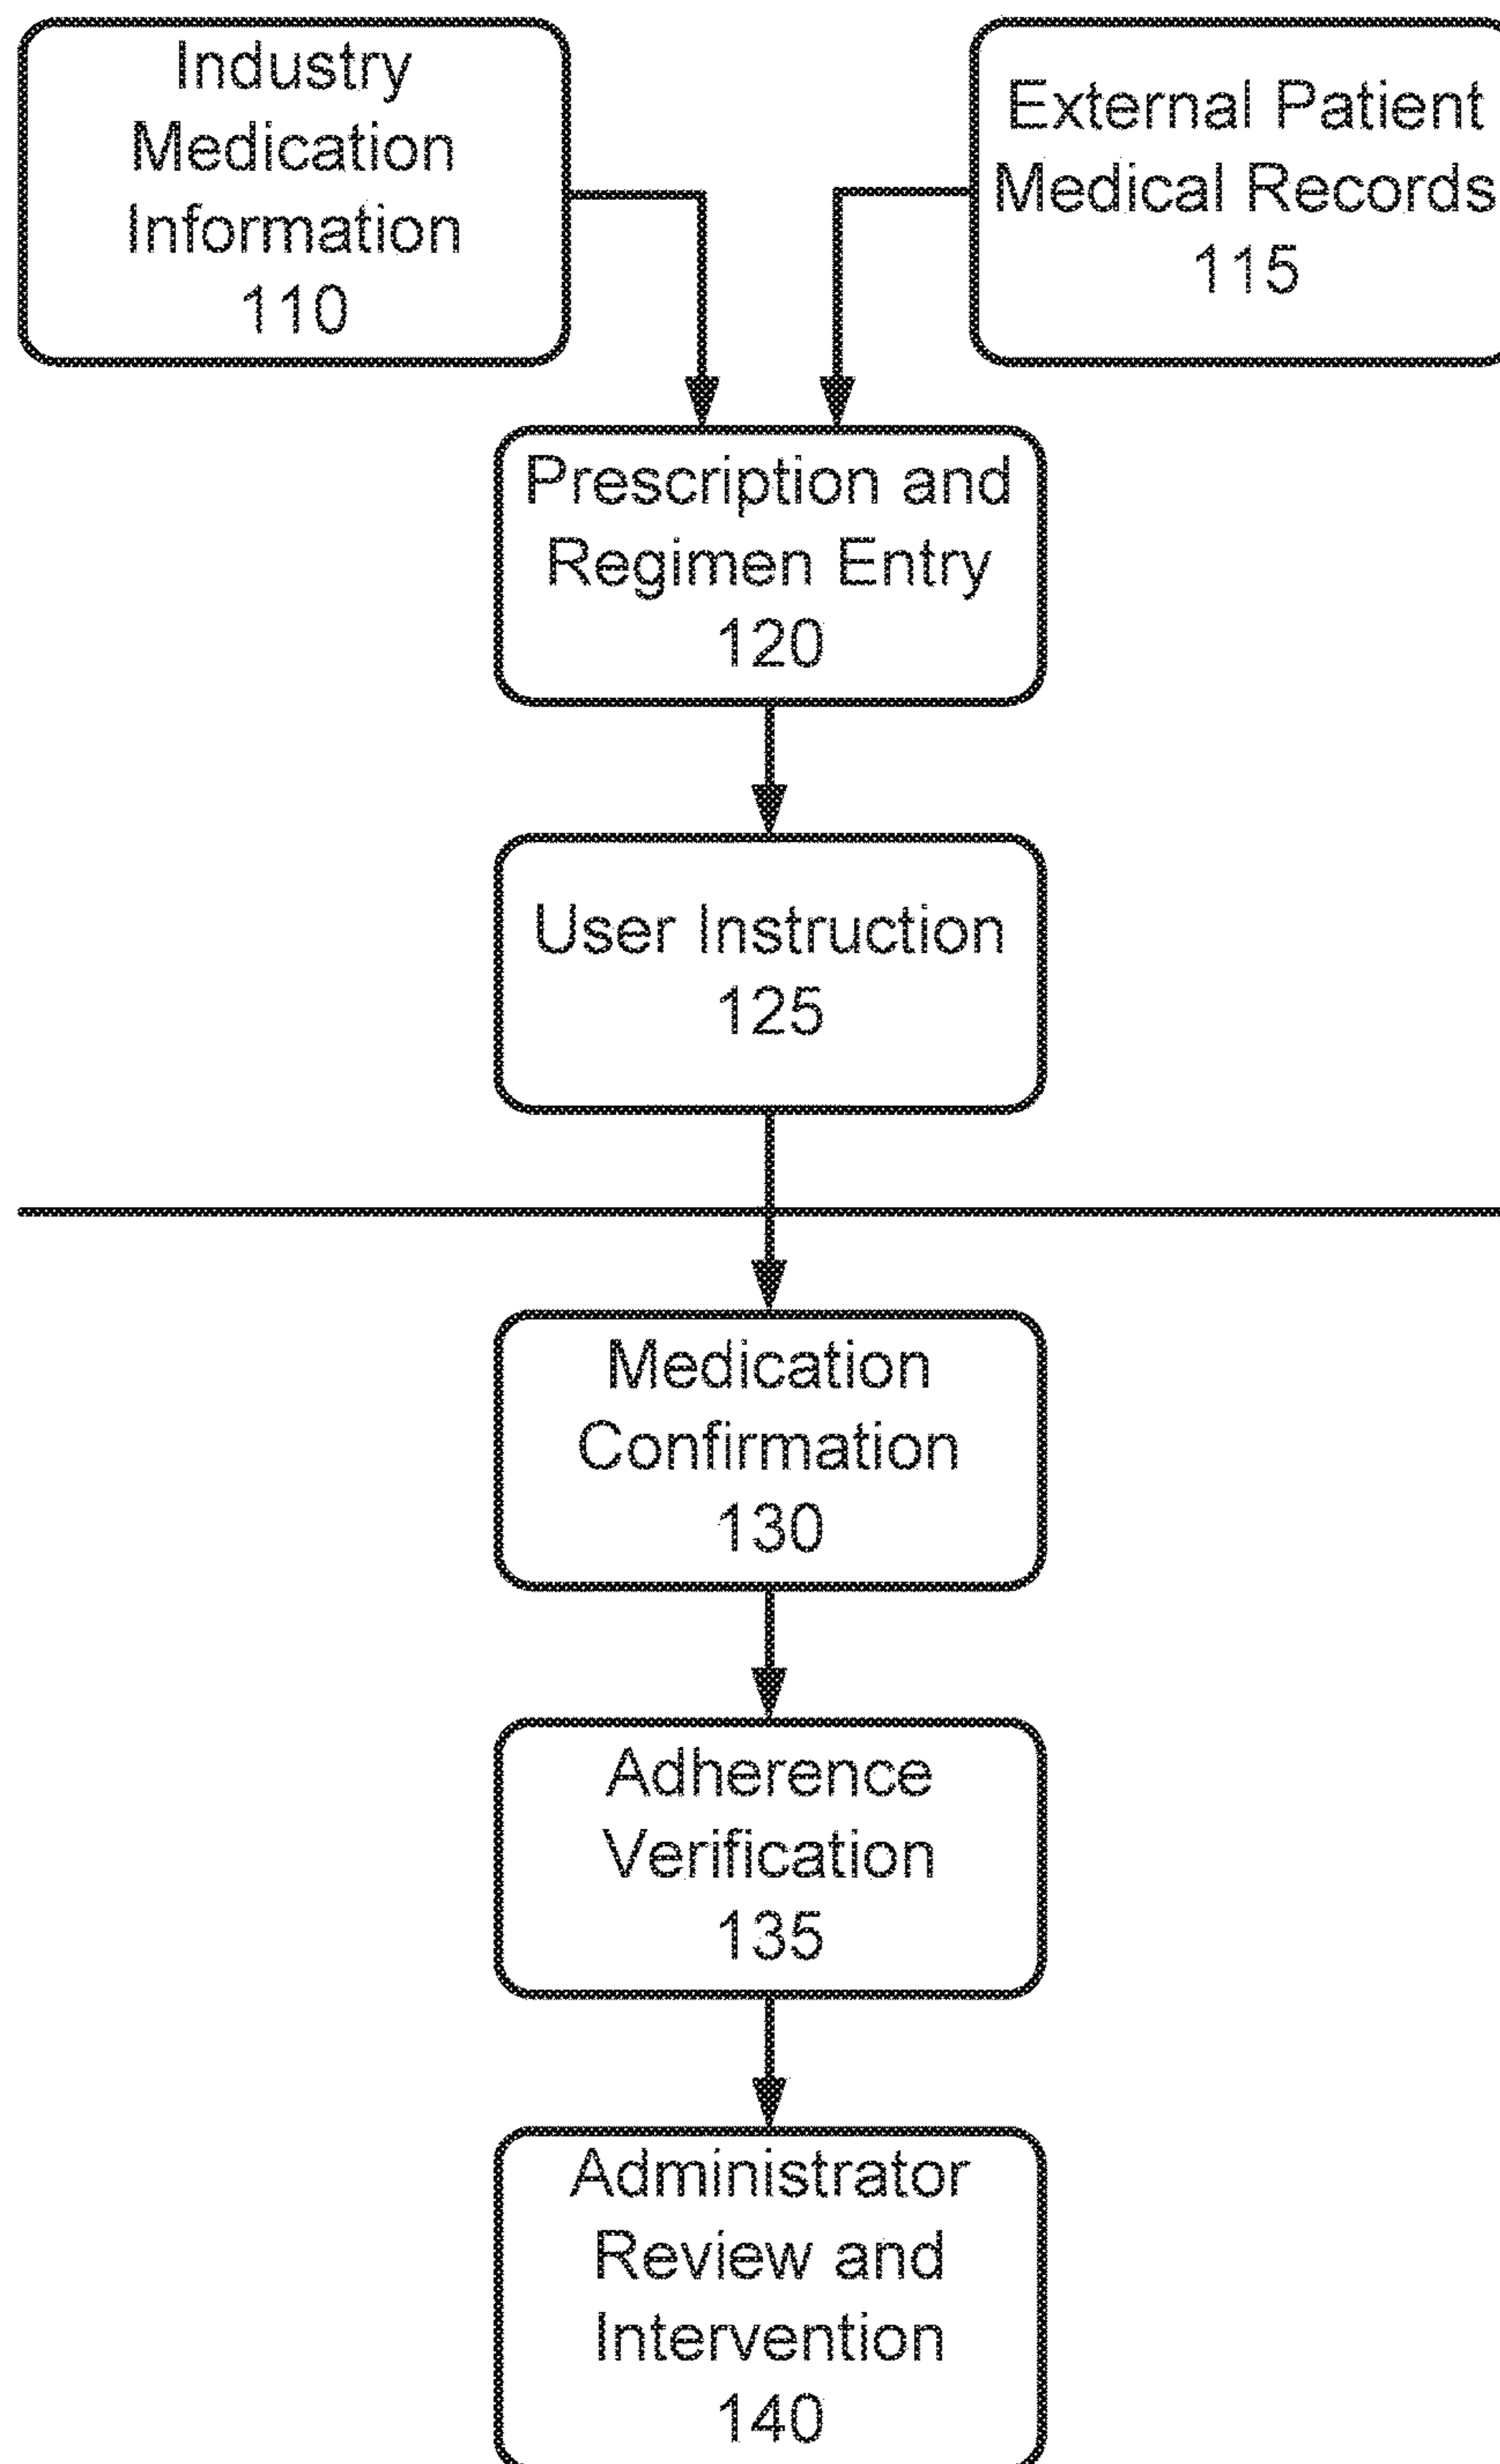 Industry
Medication
Information
110
External Patient
Medical Records
115
Prescription and
Regimen Entry
120
User Instruction
125
Medication
Confirmation
130
Adherence
Verification
135
Administrator
Review and
Intervention
140